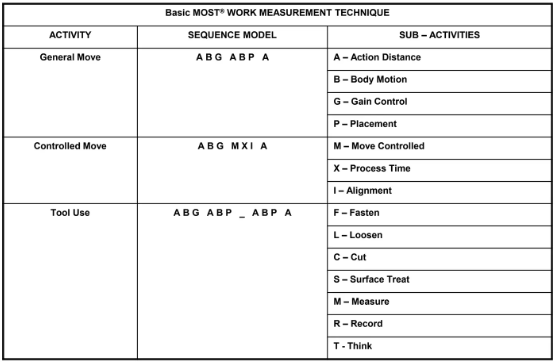 Basic MOST® WORK MEASUREMENT TECHNIQUE
ACTIVITY SEQUENCE MODEL SUB – ACTIVITIES
General Move A B G A B P A A – Action Distance
B – Body Motion
G – Gain Control
P – Placement
Controlled Move A B G M X I A M – Move Controlled
X – Process Time
I – Alignment
Tool Use A B G A B P _ A B P A F – Fasten
L – Loosen
C – Cut
S – Surface Treat
M – Measure
R – Record
T - Think